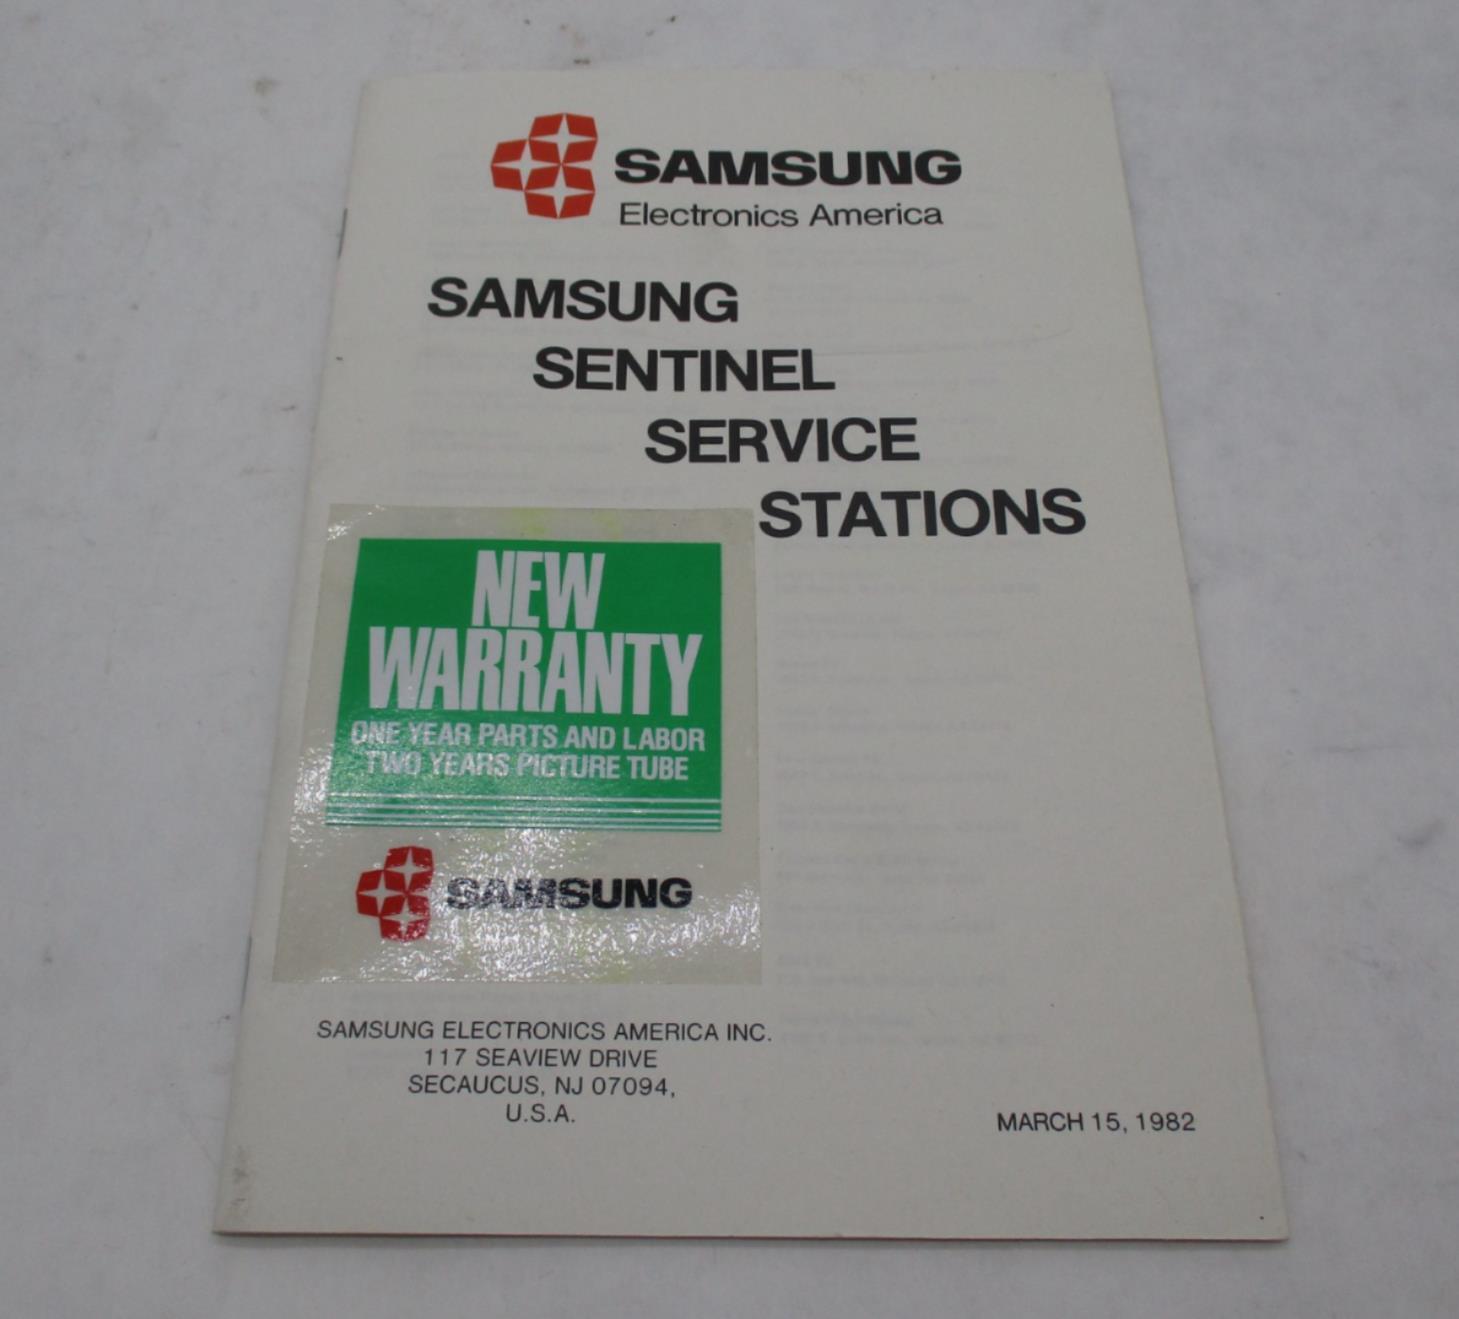 SAMSUNG
Electronics America
SAMSUNG
SENTINEL
SERVICE
STATIONS
NEW
WARRANTY
ONE YEAR PARTS AND LABOR
TWO YEARS PICTURE TUBE
SAMSUNG
SAMSUNG ELECTRONICS AMERICA INC.
117 SEAVIEW DRIVE
SECAUCUS, NJ 07094,
U.S.A.
MARCH 15, 1982